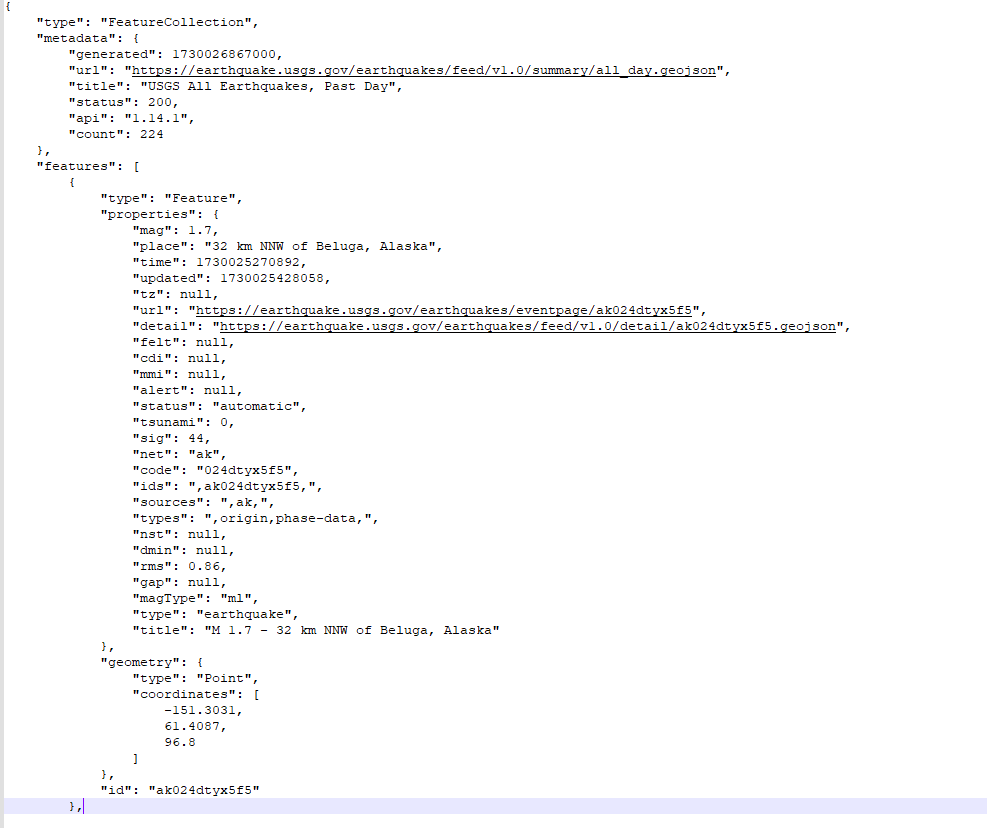 {
"type": "FeatureCollection",
"metadata": {
"generated": 1730026867000,
"url": "https://earthquake.usgs.gov/earthquakes/feed/v1.0/summary/all_day.geojson",
"title": "USGS All Earthquakes, Past Day",
"status": 200,
"api": "1.14.1",
"count": 224
},
"features": [
{
"type": "Feature",
"properties": {
"mag": 1.7,
"place": "32 km NNW of Beluga, Alaska",
"time": 1730025270892,
"updated": 1730025428058,
"tz": null,
"url": "https://earthquake.usgs.gov/earthquakes/eventpage/ak024dtyx5f5",
"detail": "https://earthquake.usgs.gov/earthquakes/feed/v1.0/detail/ak024dtyx5f5.geojson",
"felt": null,
"cdi": null,
"mmi": null,
"alert": null,
"status": "automatic",
"tsunami": 0,
"sig": 44,
"net": "ak",
"code": "024dtyx5f5",
"ids": ",ak024dtyx5f5,",
"sources": ",ak,",
"types": ",origin,phase-data,",
"nst": null,
"dmin": null,
"rms": 0.86,
"gap": null,
"magType": "ml",
"type": "earthquake",
"title": "M 1.7 - 32 km NNW of Beluga, Alaska"
},
"geometry": {
"type": "Point",
"coordinates": [
-151.3031,
61.4087,
96.8
]
},
"id": "ak024dtyx5f5"
},